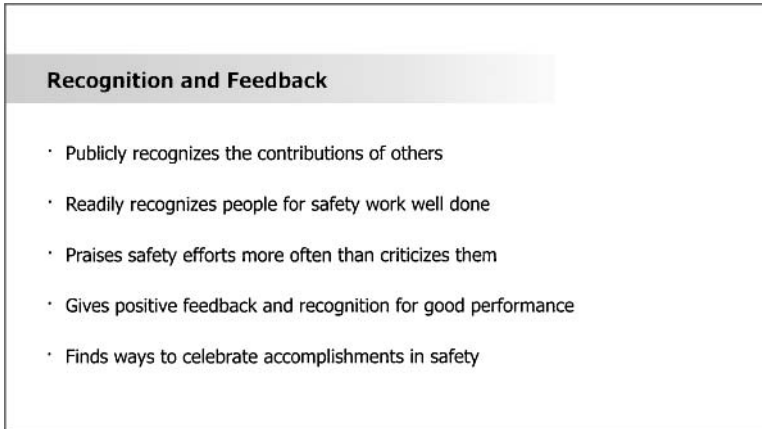 Recognition and Feedback
· Publicly recognizes the contributions of others
· Readily recognizes people for safety work well done
· Praises safety efforts more often than criticizes them
· Gives positive feedback and recognition for good performance
· Finds ways to celebrate accomplishments in safety